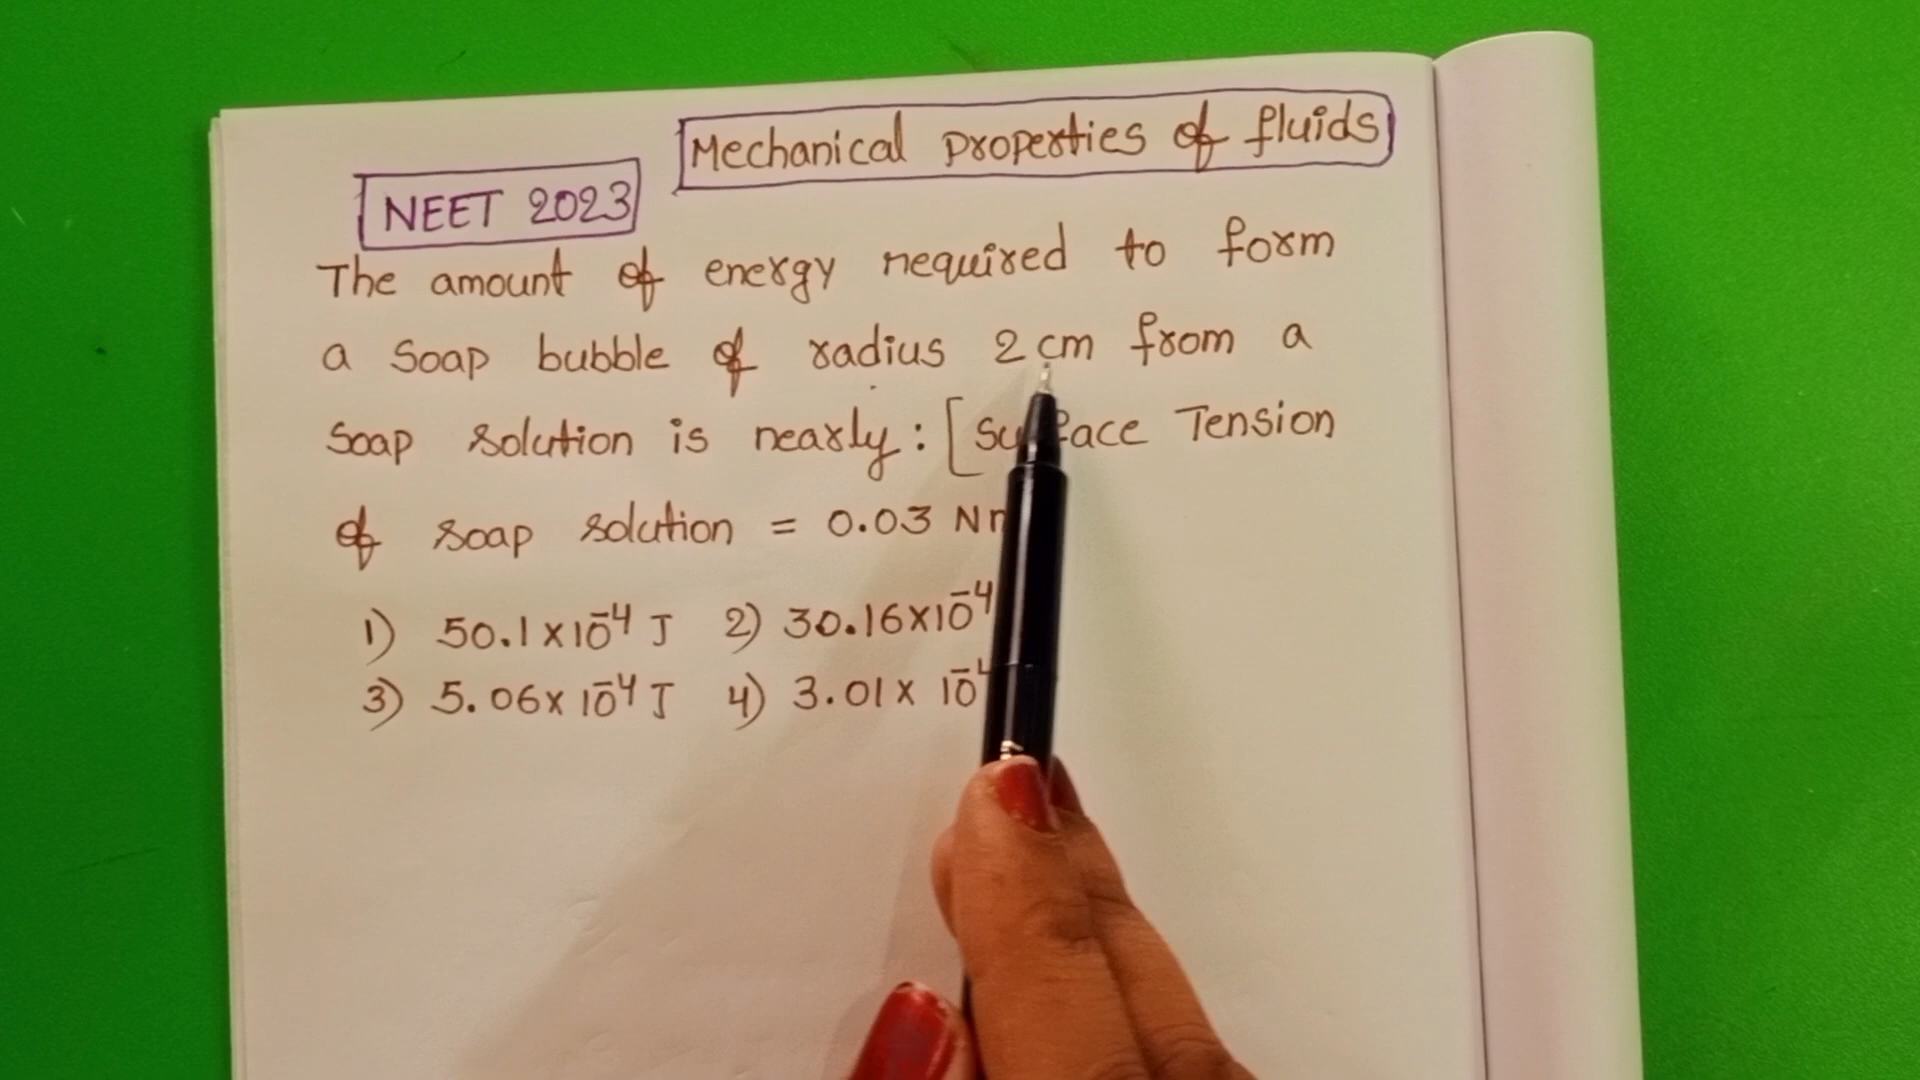 Mechanical properties of fluids
NEET 2023
The amount of energy required to form
a soap bubble of radius 2 cm from a
soap solution is nearly: [Surface Tension
of soap solution = 0.03 N
1) 50.1 x 10⁻⁴ J 2) 30.16 x 10⁻⁴
3) 5.06 x 10⁻⁴ J 4) 3.01 x 10⁻⁴